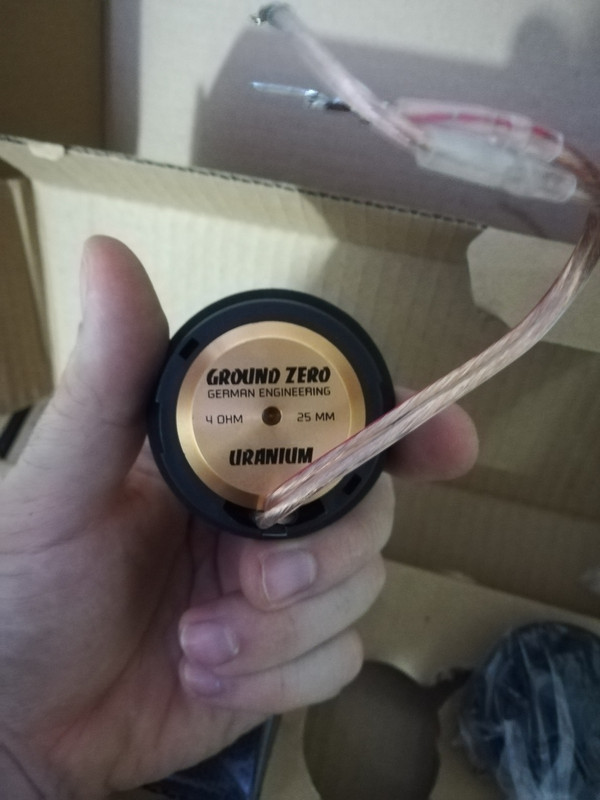 GROUND ZERO
GERMAN ENGINEERING
4 OHM 25 MM
URANIUM